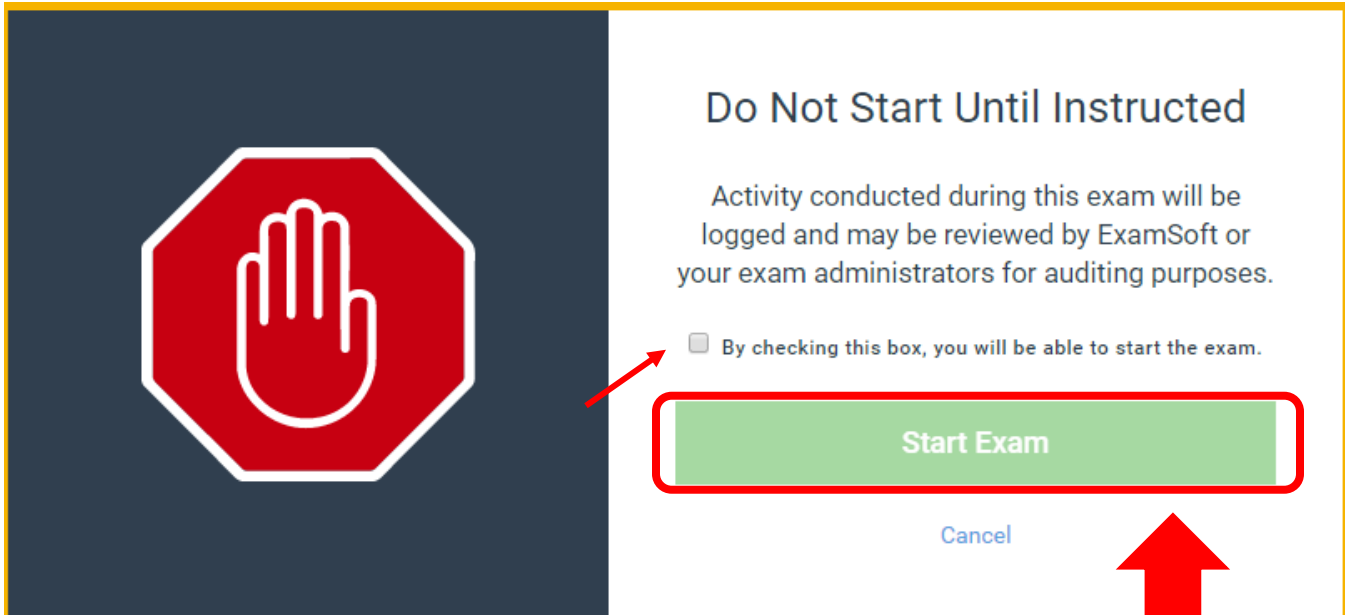 Do Not Start Until Instructed
Activity conducted during this exam will be
logged and may be reviewed by ExamSoft or
your exam administrators for auditing purposes.
By checking this box, you will be able to start the exam.
Start Exam
Cancel